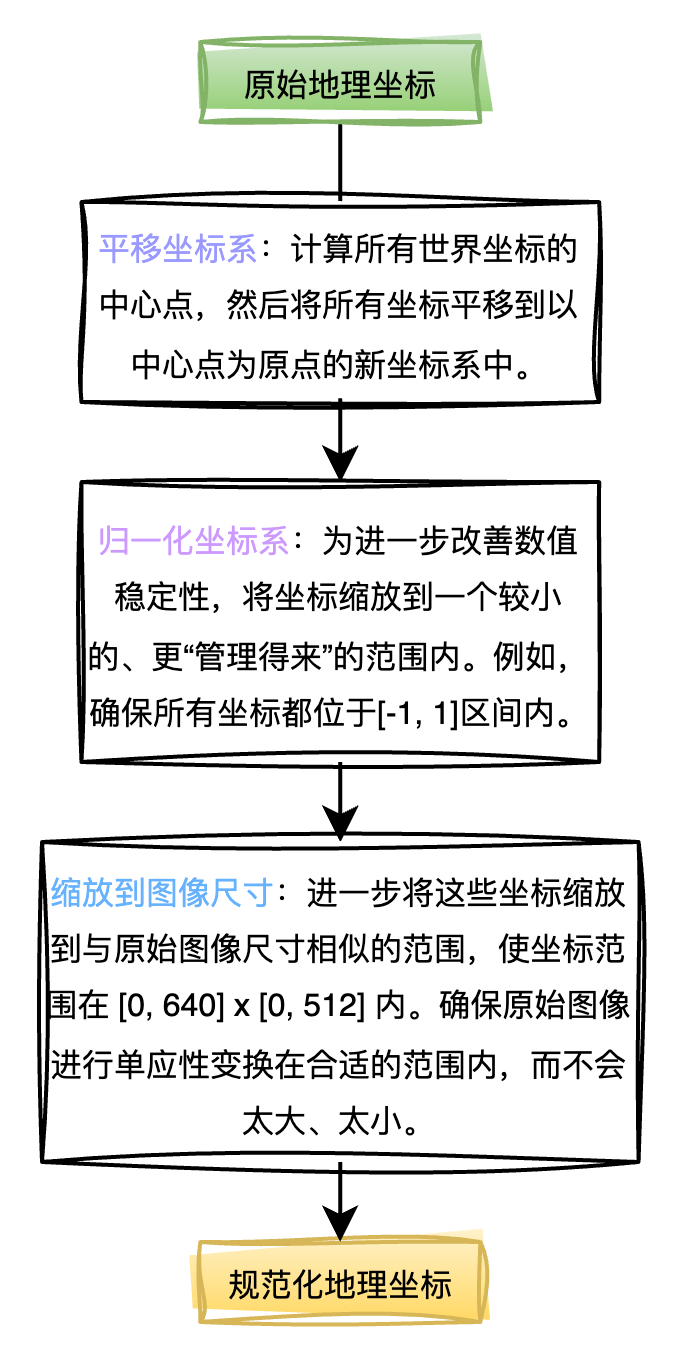 原始地理坐标
平移坐标系：计算所有世界坐标的
中心点，然后将所有坐标平移到以
中心点为原点的新坐标系中。
归一化坐标系：为进一步改善数值
稳定性，将坐标缩放到一个较小
的、更“管理得来”的范围内。例如，
确保所有坐标都位于[-1, 1]区间内。
缩放到图像尺寸：进一步将这些坐标缩放
到与原始图像尺寸相似的范围，使坐标范
围在 [0, 640] x [0, 512] 内。确保原始图像
进行单应性变换在合适的范围内，而不会
太大、太小。
规范化地理坐标